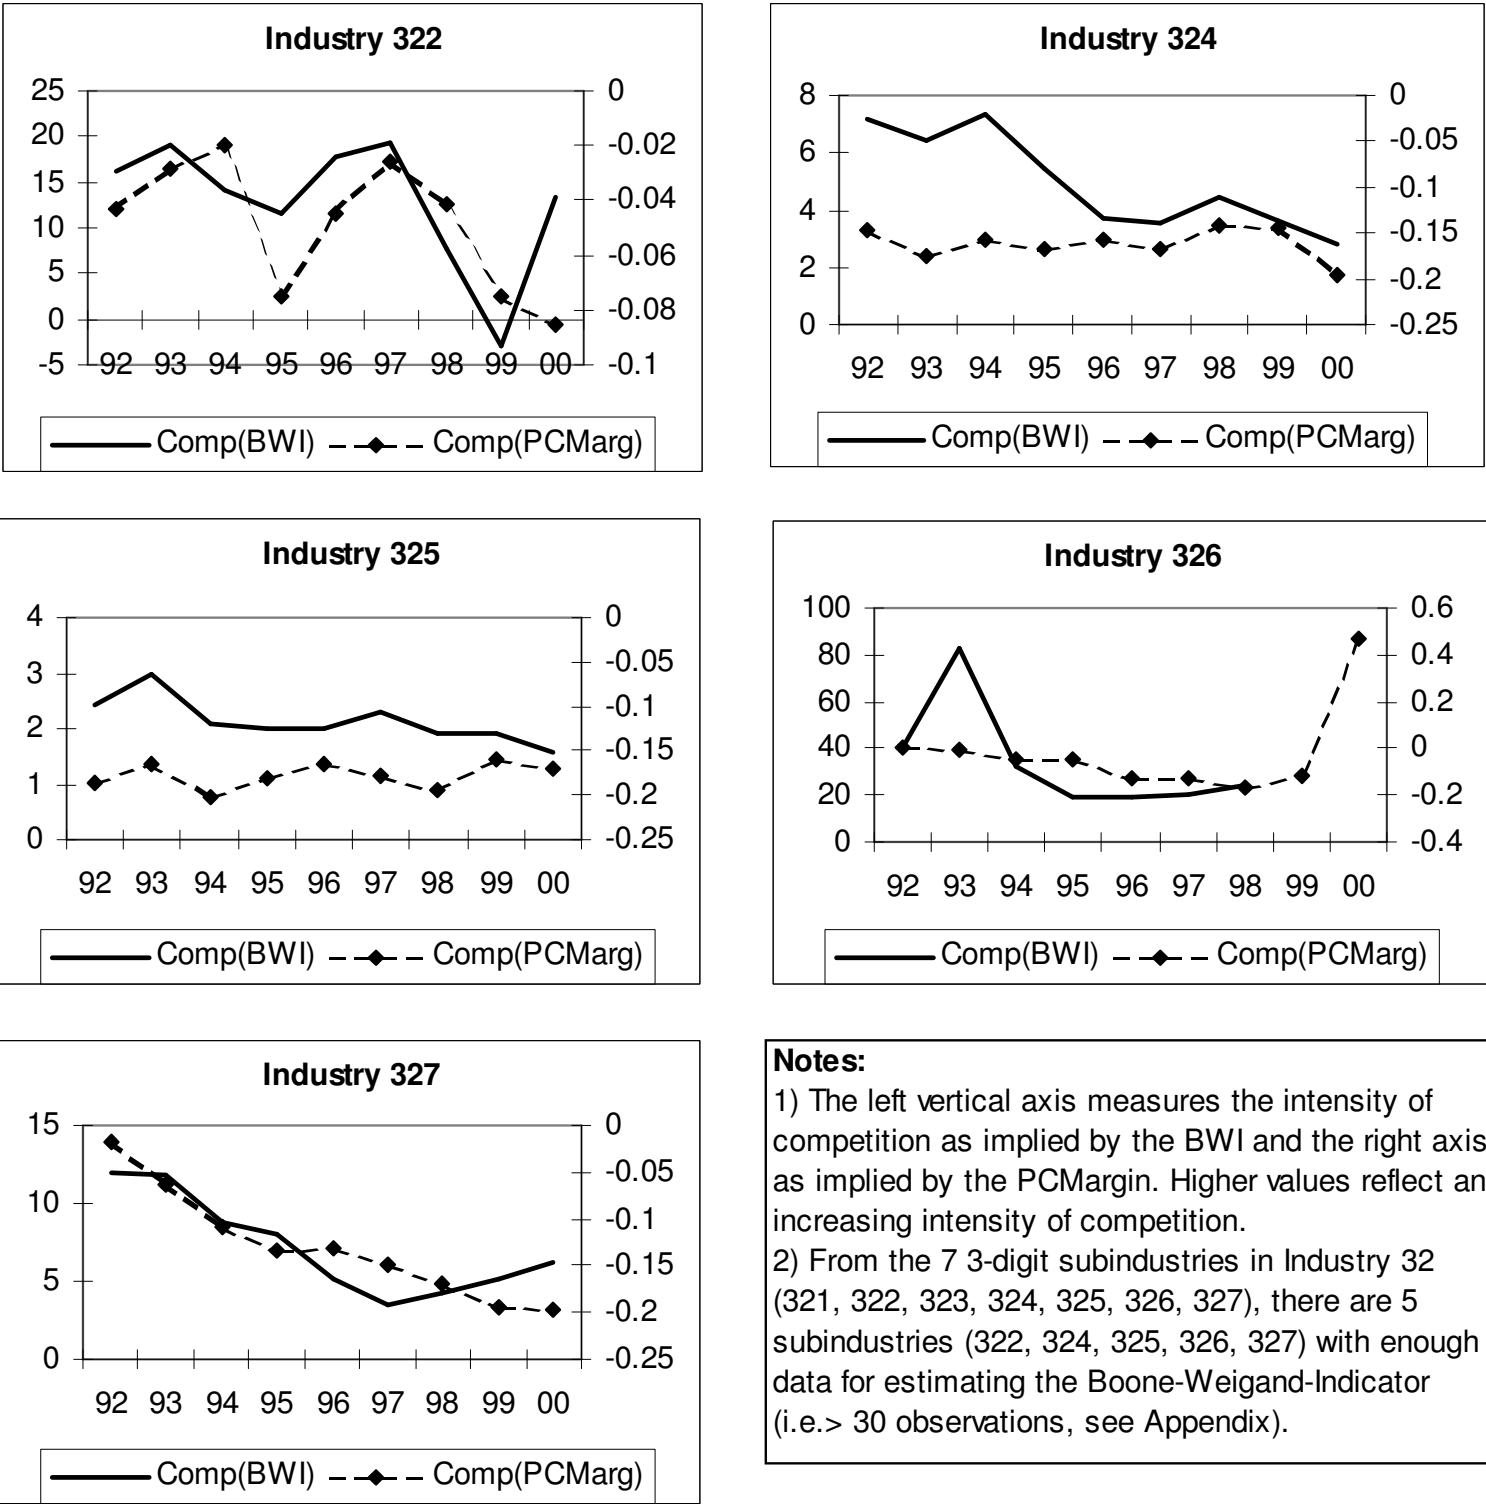 Industry 322
25
20
15
10
5
0
-5
0
-0.02
-0.04
-0.06
-0.08
-0.1
92 93 94 95 96 97 98 99 00
Comp(BWI) Comp(PCMarg)
Industry 324
8
6
4
2
0
0
-0.05
-0.1
-0.15
-0.2
-0.25
92 93 94 95 96 97 98 99 00
Comp(BWI) Comp(PCMarg)
Industry 325
4
3
2
1
0
0
-0.05
-0.1
-0.15
-0.2
-0.25
92 93 94 95 96 97 98 99 00
Comp(BWI) Comp(PCMarg)
Industry 326
100
80
60
40
20
0
0.6
0.4
0.2
0
-0.2
-0.4
92 93 94 95 96 97 98 99 00
Comp(BWI) Comp(PCMarg)
Industry 327
15
10
5
0
0
-0.05
-0.1
-0.15
-0.2
-0.25
92 93 94 95 96 97 98 99 00
Comp(BWI) Comp(PCMarg)
Notes:
1) The left vertical axis measures the intensity of
competition as implied by the BWI and the right axis
as implied by the PCMargin. Higher values reflect an
increasing intensity of competition.
2) From the 7 3-digit subindustries in Industry 32
(321, 322, 323, 324, 325, 326, 327), there are 5
subindustries (322, 324, 325, 326, 327) with enough
data for estimating the Boone-Weigand-Indicator
(i.e.> 30 observations, see Appendix).